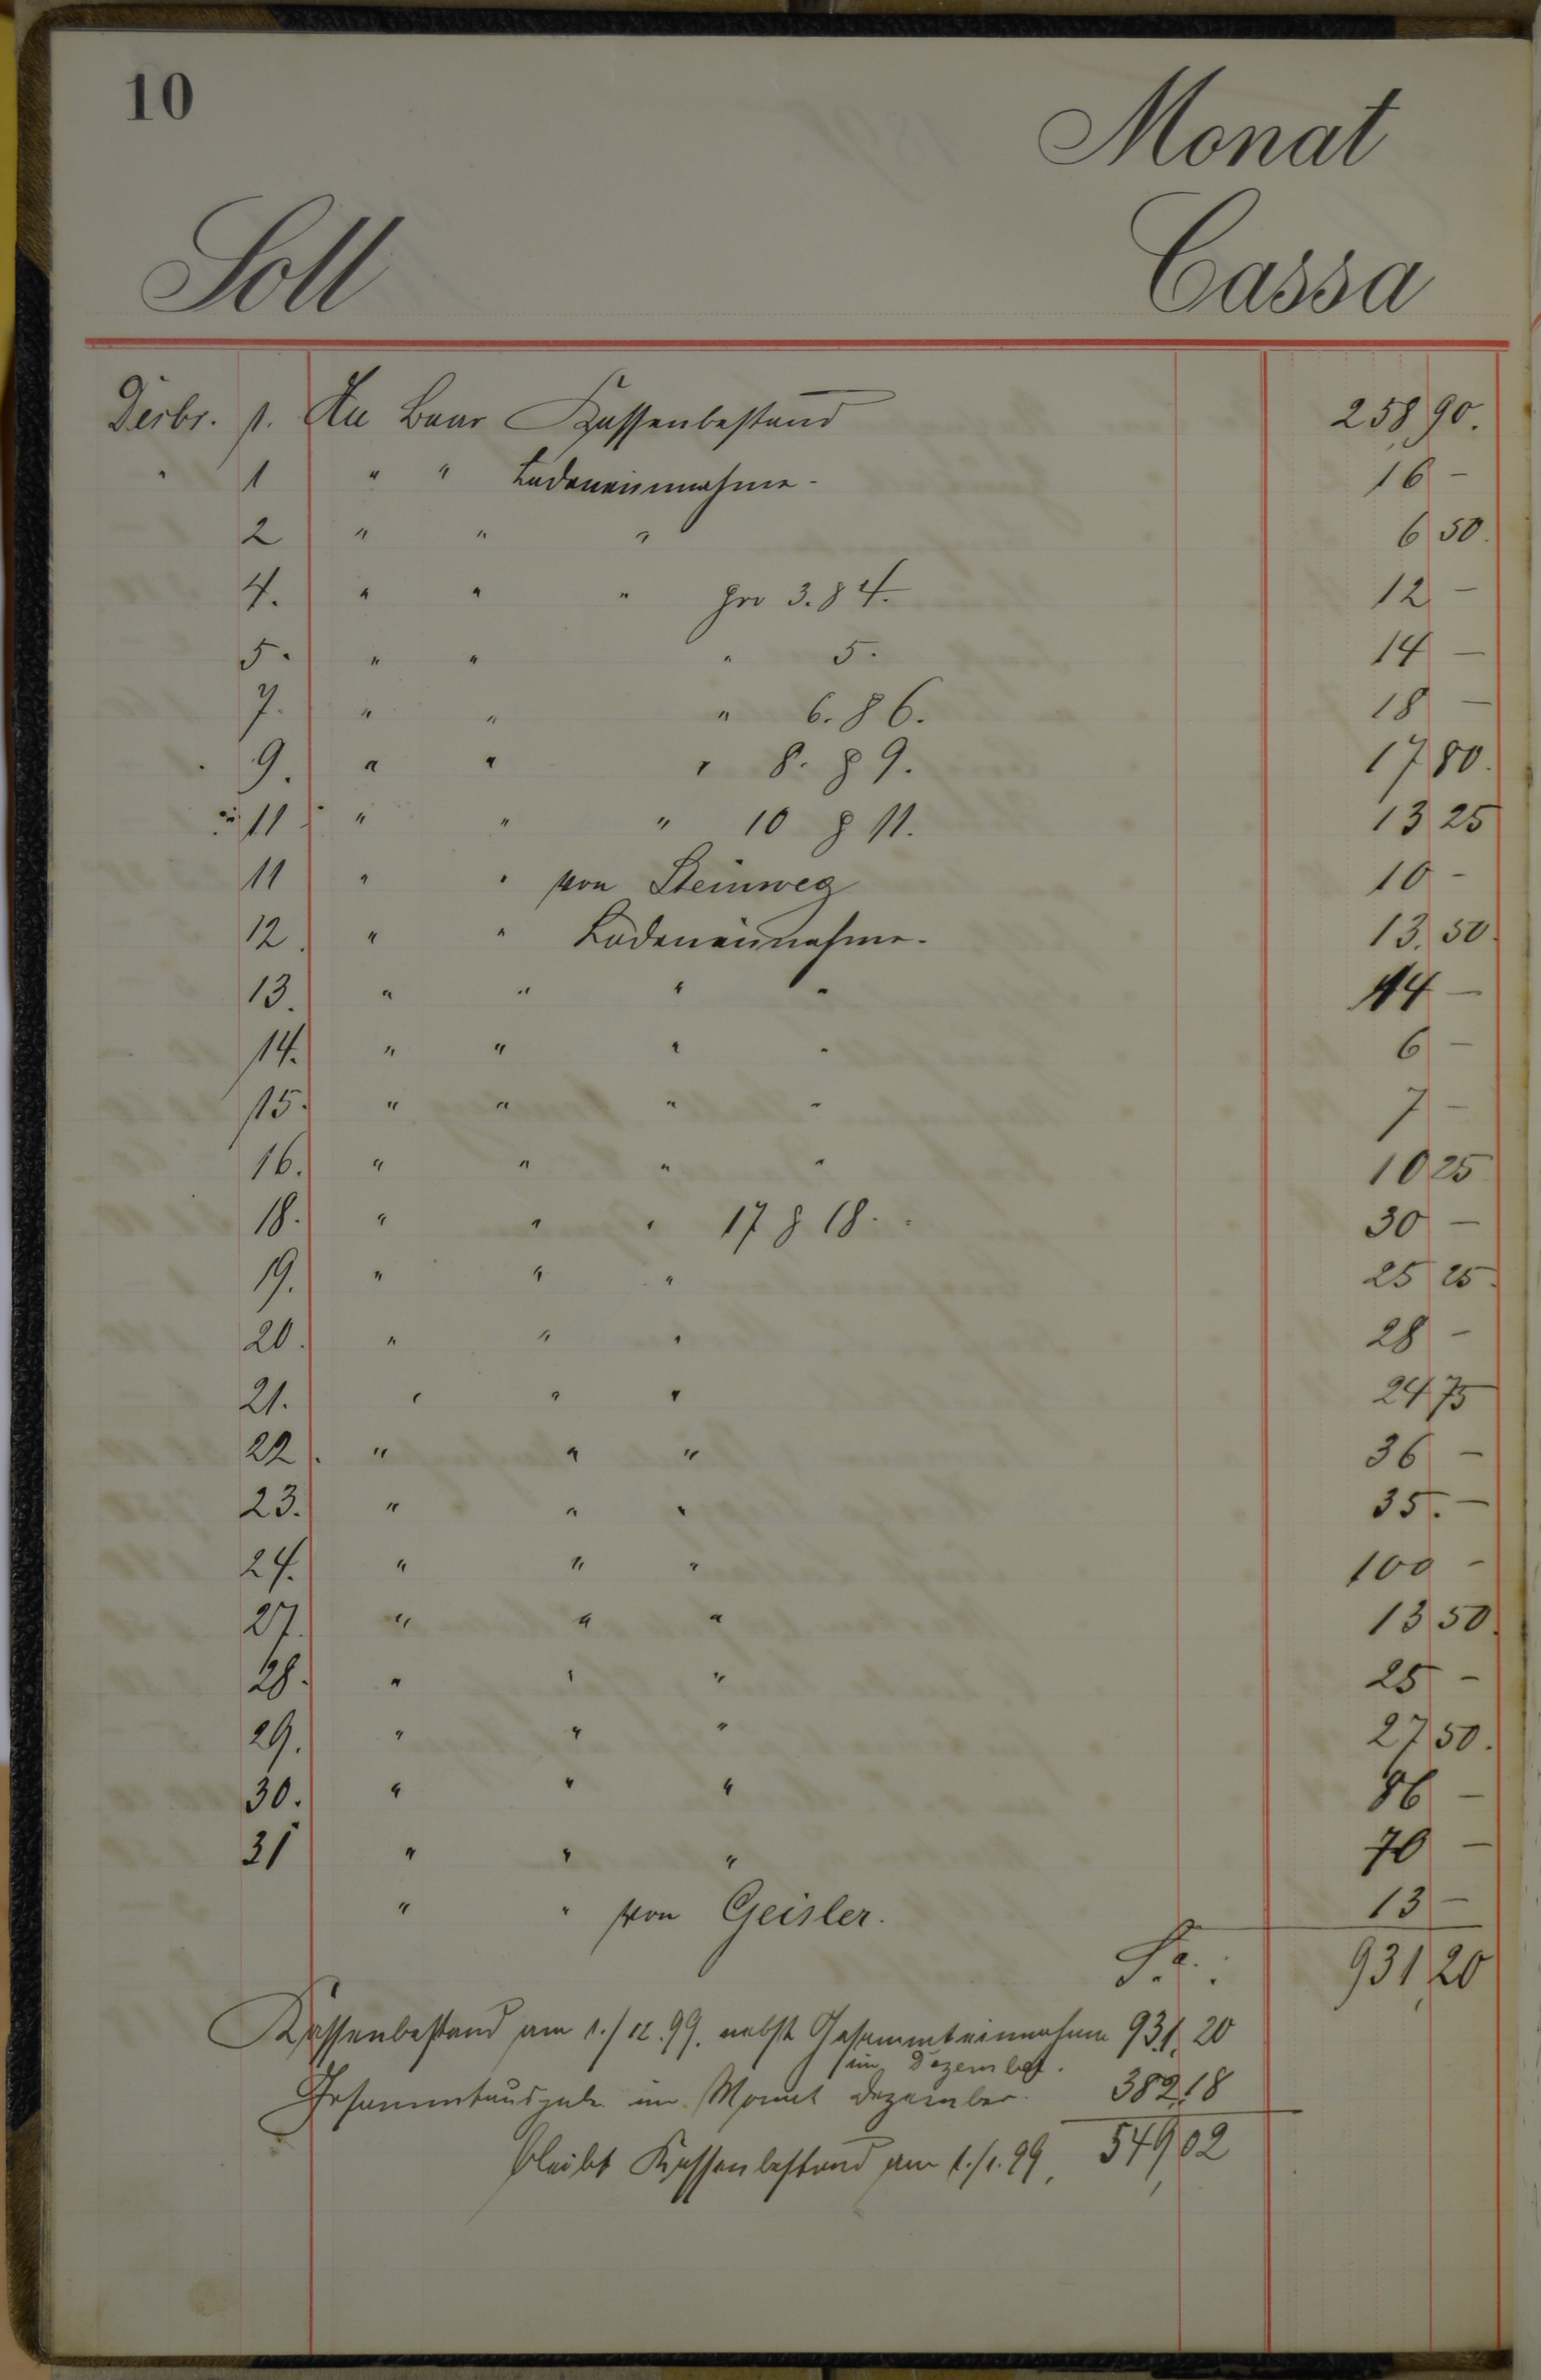 10
Monat
Soll Cassa
Dezbr. 1. An Baar Kassenbestand 258 90.
" 1 " " Ladeneinnahme - 16 -
2 " " " 6 50.
4. " " " pro 3. & 4. 12 -
5. " " " 5. 14 -
7. " " " 6. & 6. 18 -
9. " " " 8. & 9. 17 80.
11 " " " 10 & 11. 13 25
11 " " von Steinweg 10 -
12. " " Ladeneinnahme. 13. 50.
13. " " " " 14 -
14. " " " " 6 -
15. " " " " 7 -
16. " " " " 10 25
18. " " " 17 & 18. 30 -
19. " " " 25 25.
20. " " " 28 -
21. " " " 24 75
22. " " " 36 -
23. " " " 35. -
24. " " " 100 -
27. " " " 13 50.
28. " " " 25 -
29. " " " 27 50.
30. " " " 86 -
31 " " " 70 -
" " von Geisler. 13 -
931,20
Kassenbestand am 1./12.99. nebst Gesammteinnahme 931,20
im Dezember.
Gesammtausgabe im Monat Dezember. 382,18
bleibt Kassenbestand am 1./1.99, 549,02